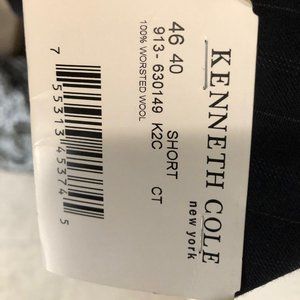 KENNETH COLE
new york
SHORT CT
46 40
913-630149 K2C
100% WORSTED WOOL
7 55313 45374 5